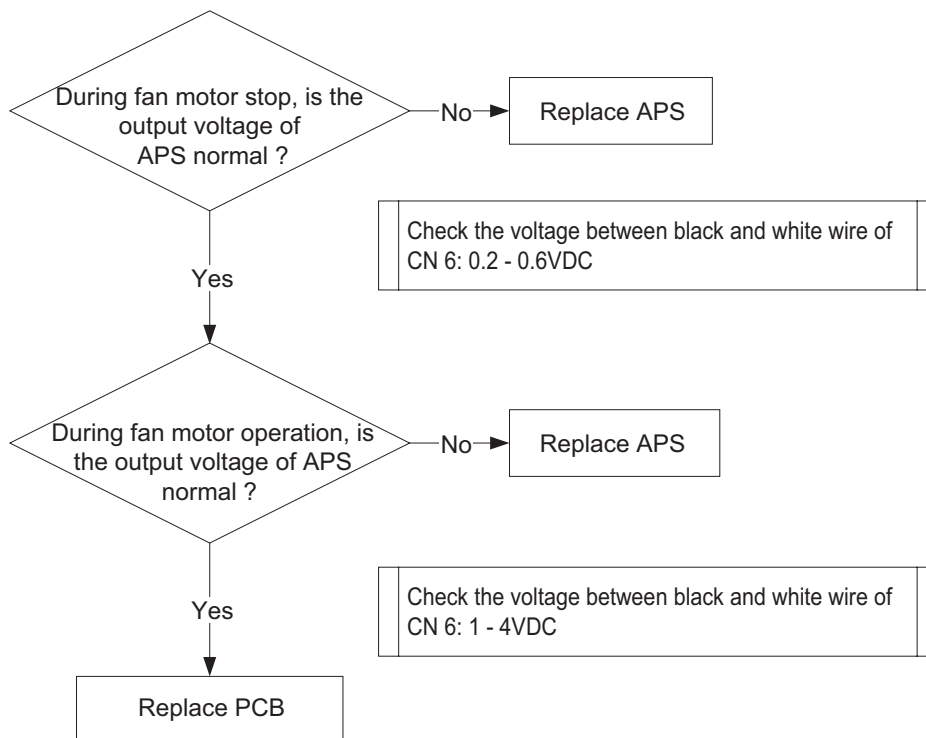 During fan motor stop, is the
output voltage of
APS normal ?
No
Replace APS
Check the voltage between black and white wire of
CN 6: 0.2 - 0.6VDC
Yes
During fan motor operation, is
the output voltage of APS
normal ?
No
Replace APS
Check the voltage between black and white wire of
CN 6: 1 - 4VDC
Yes
Replace PCB